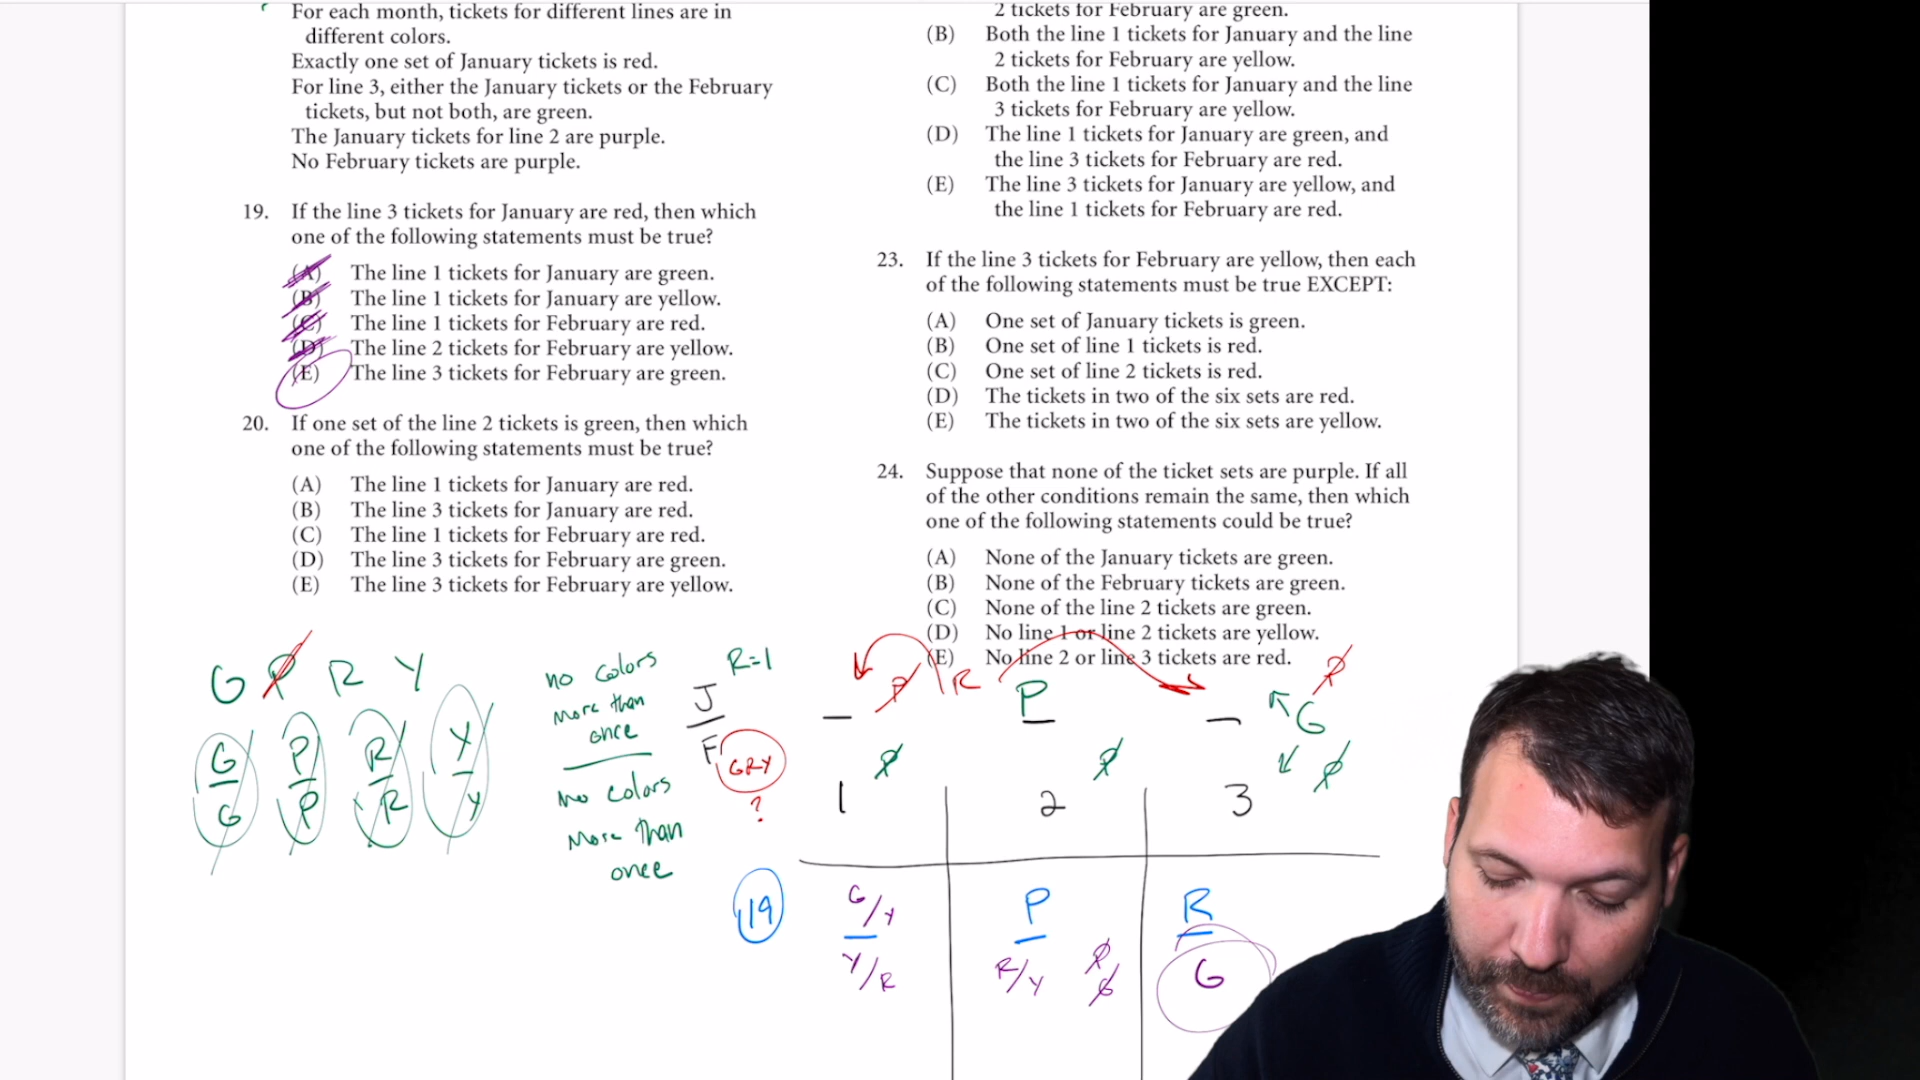 For each month, tickets for different lines are in
different colors.
Exactly one set of January tickets is red.
For line 3, either the January tickets or the February
tickets, but not both, are green.
The January tickets for line 2 are purple.
No February tickets are purple.
19. If the line 3 tickets for January are red, then which
one of the following statements must be true?
(A) The line 1 tickets for January are green.
(B) The line 1 tickets for January are yellow.
(C) The line 1 tickets for February are red.
(D) The line 2 tickets for February are yellow.
(E) The line 3 tickets for February are green.
20. If one set of the line 2 tickets is green, then which
one of the following statements must be true?
(A) The line 1 tickets for January are red.
(B) The line 3 tickets for January are red.
(C) The line 1 tickets for February are red.
(D) The line 3 tickets for February are green.
(E) The line 3 tickets for February are yellow.
2 tickets for February are green.
(B) Both the line 1 tickets for January and the line
2 tickets for February are yellow.
(C) Both the line 1 tickets for January and the line
3 tickets for February are yellow.
(D) The line 1 tickets for January are green, and
the line 3 tickets for February are red.
(E) The line 3 tickets for January are yellow, and
the line 1 tickets for February are red.
23. If the line 3 tickets for February are yellow, then each
of the following statements must be true EXCEPT:
(A) One set of January tickets is green.
(B) One set of line 1 tickets is red.
(C) One set of line 2 tickets is red.
(D) The tickets in two of the six sets are red.
(E) The tickets in two of the six sets are yellow.
24. Suppose that none of the ticket sets are purple. If all
of the other conditions remain the same, then which
one of the following statements could be true?
(A) None of the January tickets are green.
(B) None of the February tickets are green.
(C) None of the line 2 tickets are green.
(D) No line 1 or line 2 tickets are yellow.
(E) No line 2 or line 3 tickets are red.
G P R Y
G P R Y
G P R Y
no colors
more than
once
no colors
more than
once
R=1
J
F
GRY
?
P R P P
G
P P P
1 2 3
19 G/Y P R
Y/R R/Y P G
G